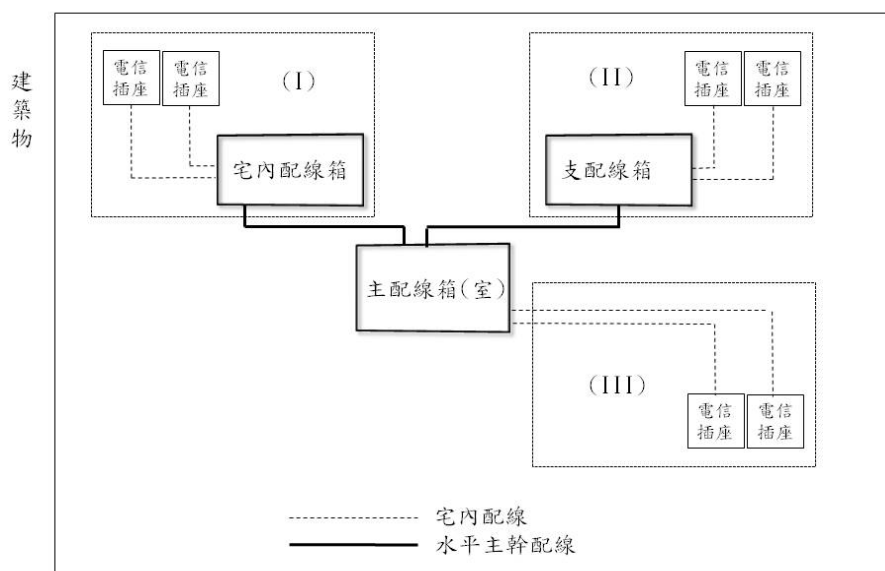 建築物
電信插座
電信插座
(I)
宅內配線箱
(II)
電信插座
電信插座
支配線箱
主配線箱(室)
(III)
電信插座
電信插座
宅內配線
水平主幹配線